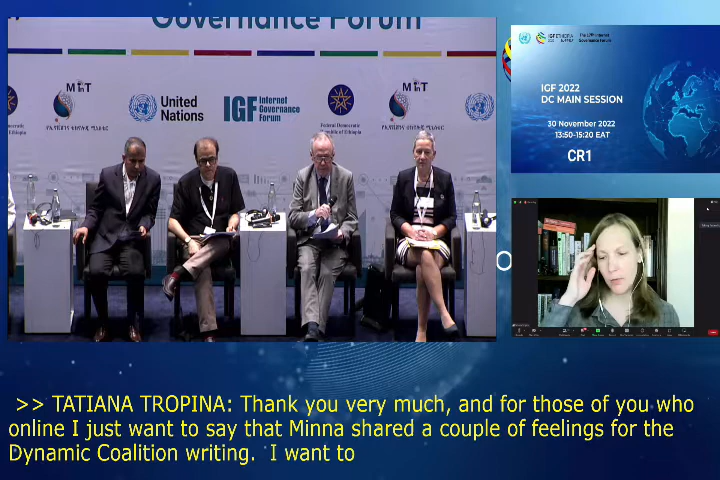 Governance Forum
MinT
United
Nations
IGF Internet
Governance
Forum
Federal Democratic
Republic of Ethiopia
MinT
IGF 2022
DC MAIN SESSION
30 November 2022
13:50-15:20 EAT
CR1
>> TATIANA TROPINA: Thank you very much, and for those of you who
online I just want to say that Minna shared a couple of feelings for the
Dynamic Coalition writing. I want to